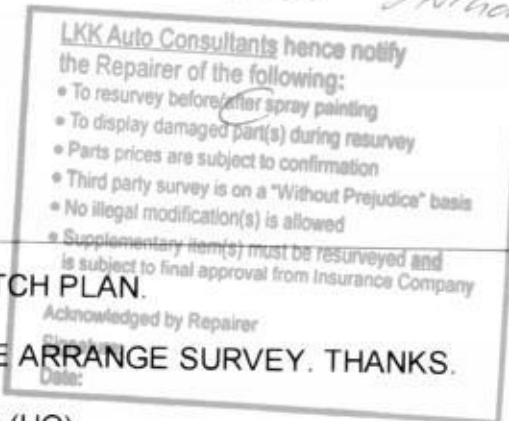 LKK Auto Consultants hence notify
the Repairer of the following:
• To resurvey before/after spray painting
• To display damaged part(s) during resurvey
• Parts prices are subject to confirmation
• Third party survey is on a "Without Prejudice" basis
• No illegal modification(s) is allowed
• Supplementary item(s) must be resurveyed and
is subject to final approval from Insurance Company
TCH PLAN.
Acknowledged by Repairer
E ARRANGE SURVEY. THANKS.
Date: